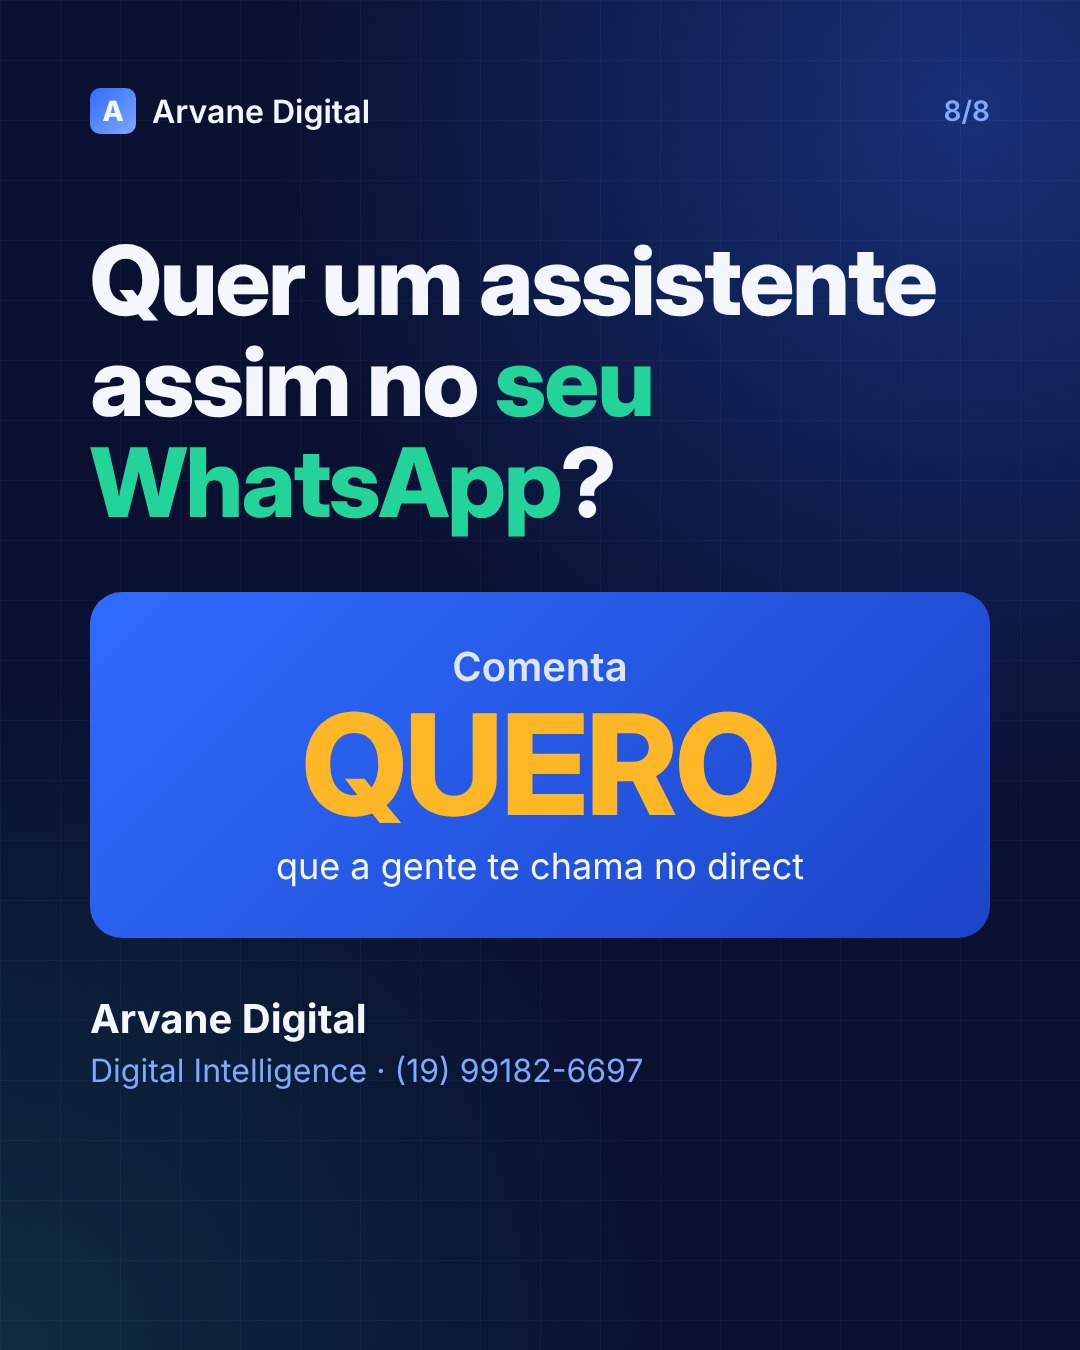 A Arvane Digital
8/8
Quer um assistente
assim no seu
WhatsApp?
Comenta
QUERO
que a gente te chama no direct
Arvane Digital
Digital Intelligence · (19) 99182-6697